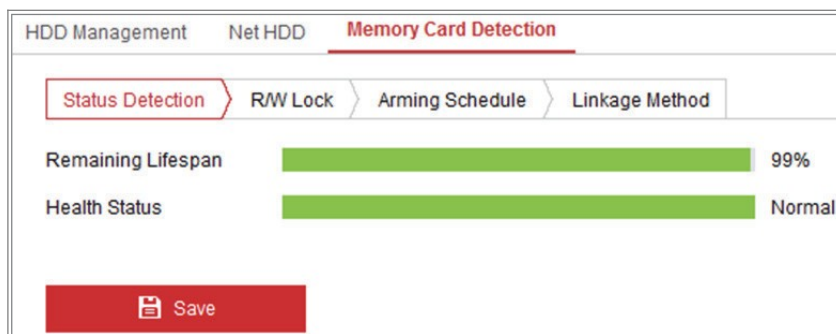 HDD Management Net HDD Memory Card Detection
Status Detection R/W Lock Arming Schedule Linkage Method
Remaining Lifespan 99%
Health Status Normal
Save